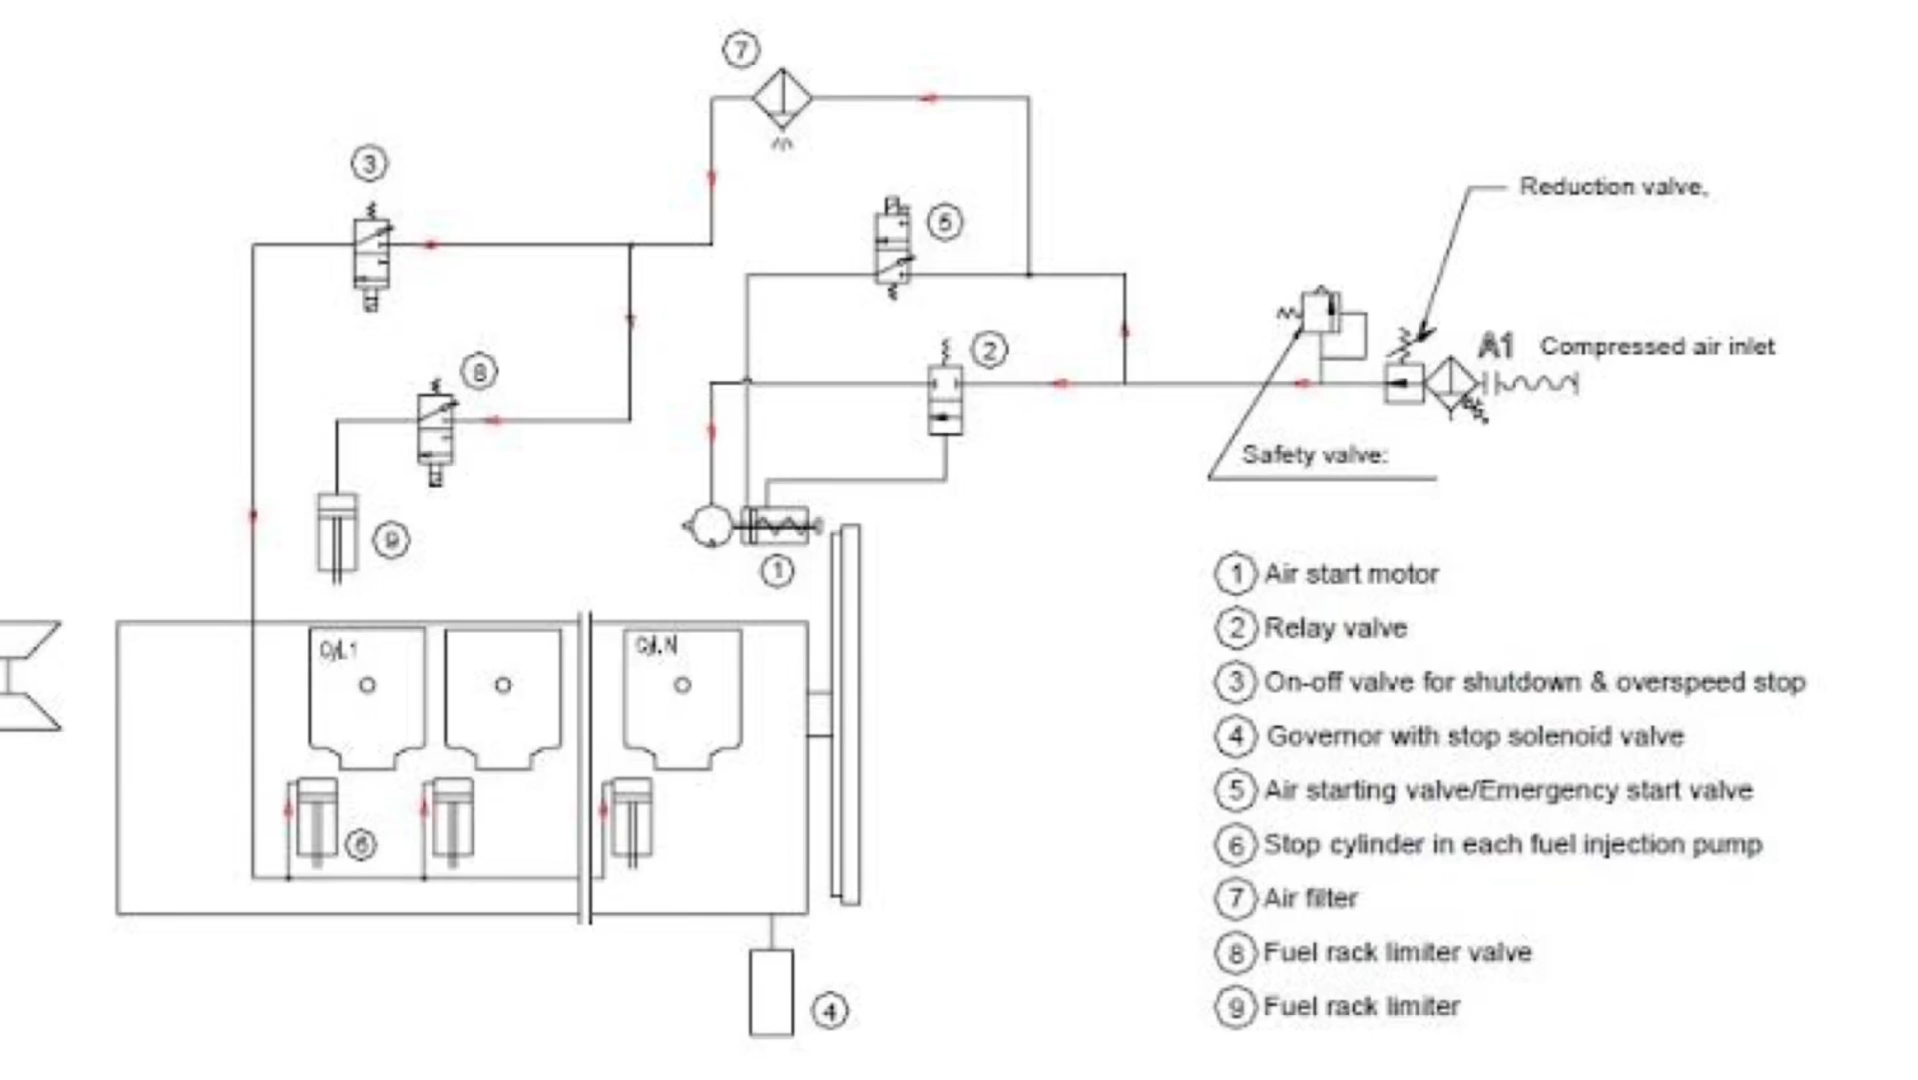 7
3
5
Reduction valve,
2
A1 Compressed air inlet
8
Safety valve:
9
1
Cyl.1
Cyl.N
6
4
1 Air start motor
2 Relay valve
3 On-off valve for shutdown & overspeed stop
4 Governor with stop solenoid valve
5 Air starting valve/Emergency start valve
6 Stop cylinder in each fuel injection pump
7 Air filter
8 Fuel rack limiter valve
9 Fuel rack limiter